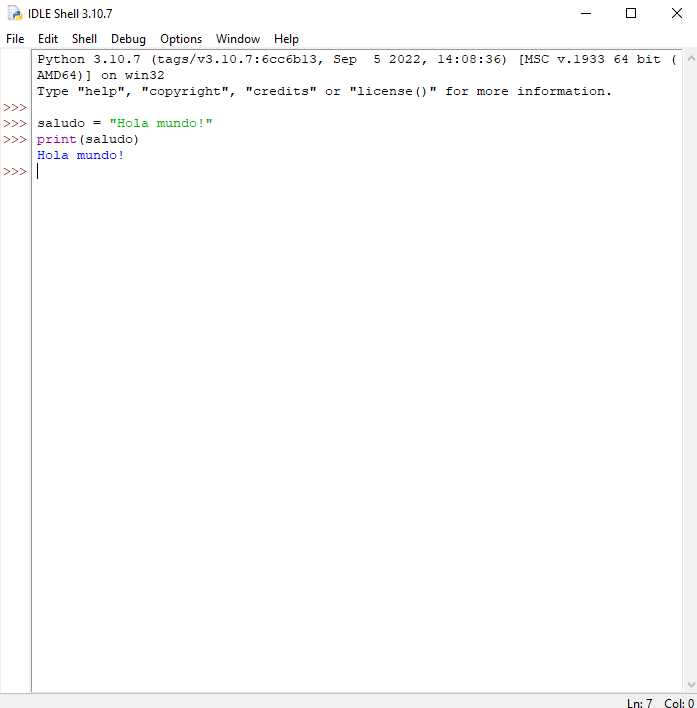 IDLE Shell 3.10.7
File Edit Shell Debug Options Window Help
Python 3.10.7 (tags/v3.10.7:6cc6b13, Sep  5 2022, 14:08:36) [MSC v.1933 64 bit (
AMD64)] on win32
Type "help", "copyright", "credits" or "license()" for more information.
>>>
>>> saludo = "Hola mundo!"
>>> print(saludo)
Hola mundo!
>>>
Ln: 7 Col: 0